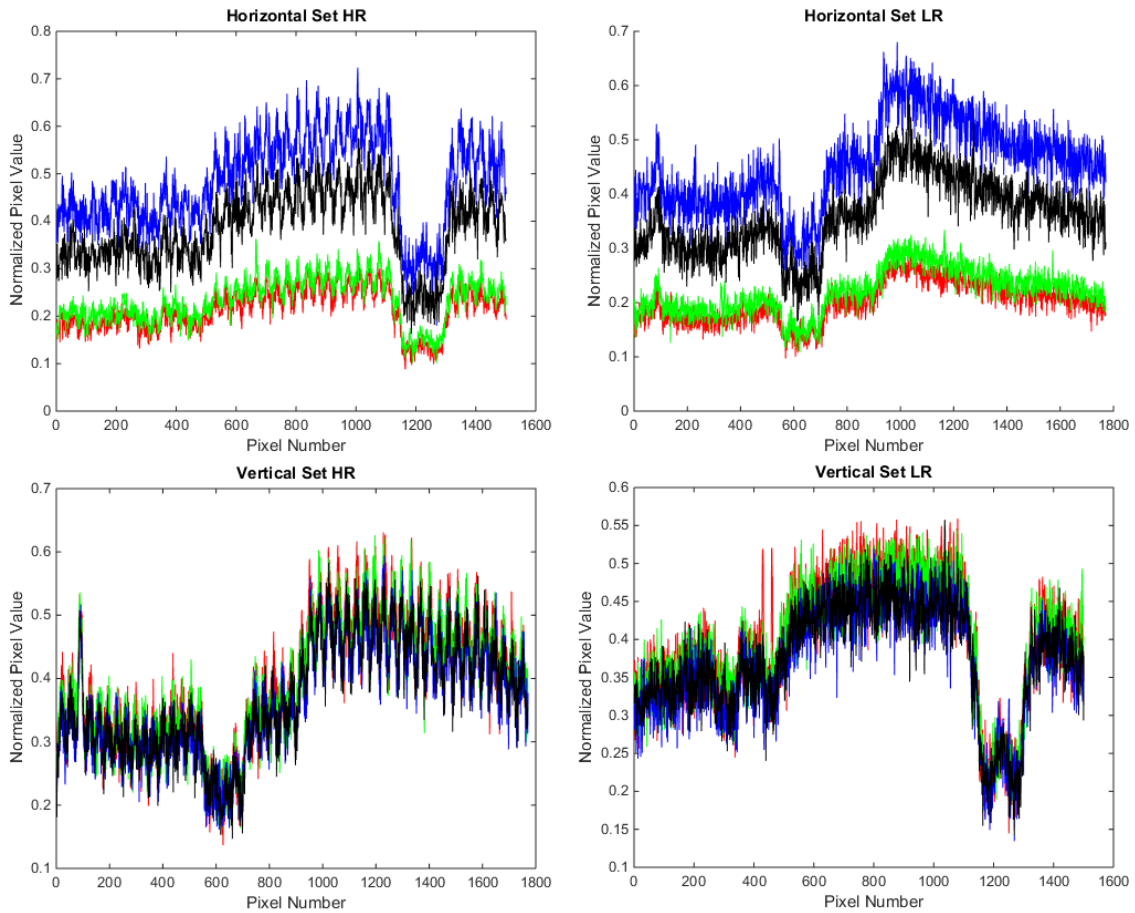 Horizontal Set HR
0.8
0.7
0.6
0.5
0.4
0.3
0.2
0.1
0
Normalized Pixel Value
0 200 400 600 800 1000 1200 1400 1600
Pixel Number
Horizontal Set LR
0.7
0.6
0.5
0.4
0.3
0.2
0.1
0
Normalized Pixel Value
0 200 400 600 800 1000 1200 1400 1600 1800
Pixel Number
Vertical Set HR
0.7
0.6
0.5
0.4
0.3
0.2
0.1
Normalized Pixel Value
0 200 400 600 800 1000 1200 1400 1600 1800
Pixel Number
Vertical Set LR
0.6
0.55
0.5
0.45
0.4
0.35
0.3
0.25
0.2
0.15
0.1
Normalized Pixel Value
0 200 400 600 800 1000 1200 1400 1600
Pixel Number